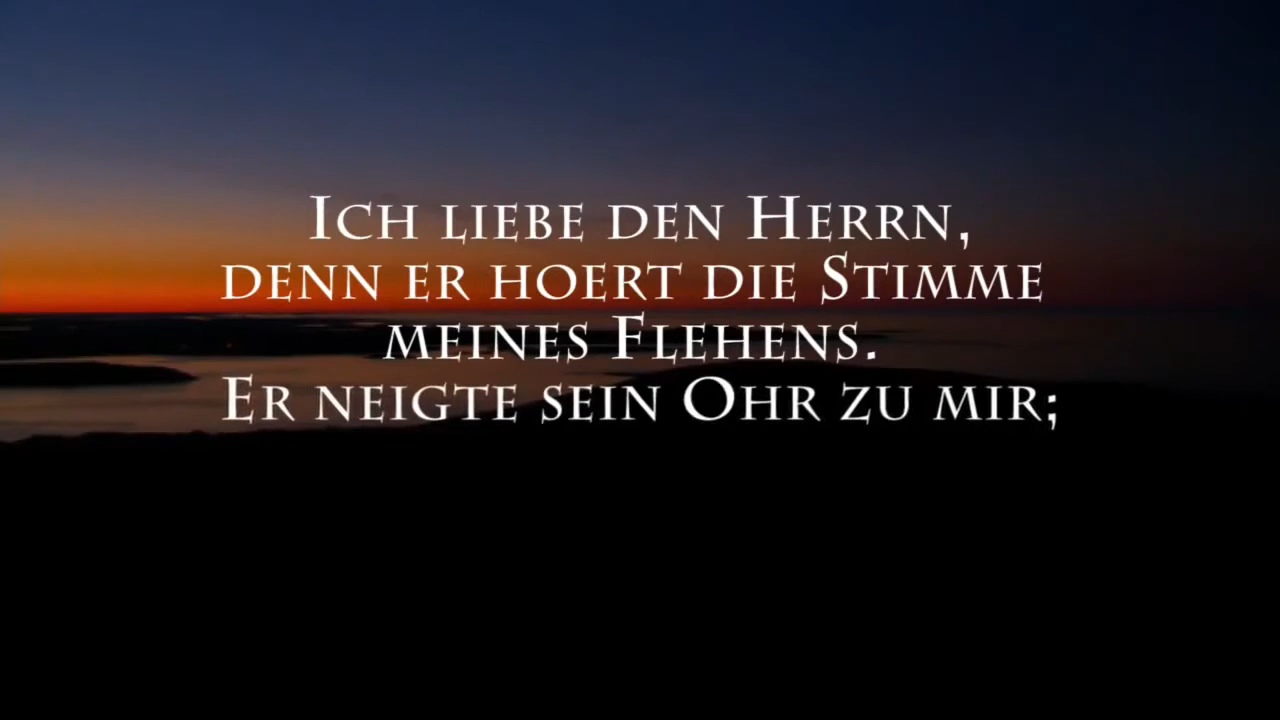 Ich liebe den Herrn,
denn er hoert die Stimme
meines Flehens.
Er neigte sein Ohr zu mir;